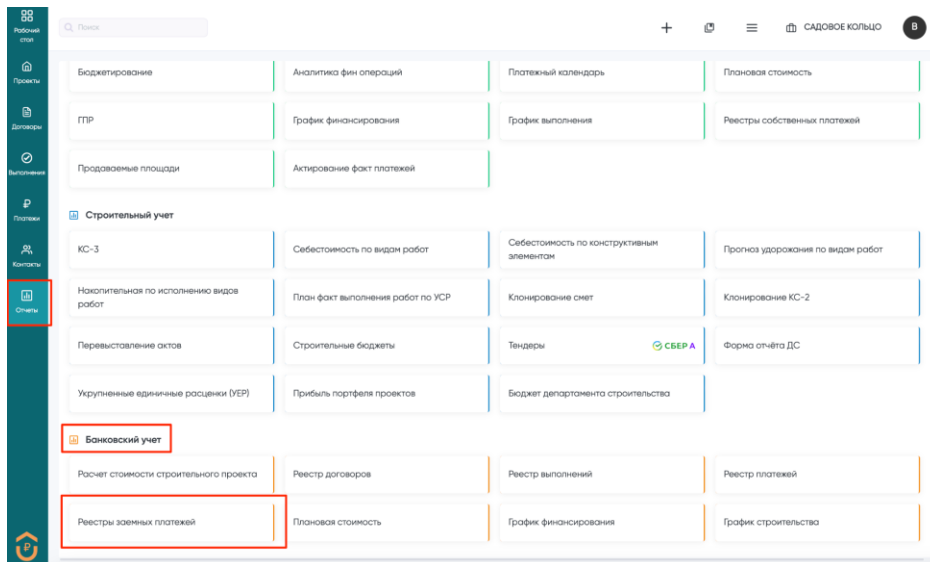 Рабочий
стол
Поиск
САДОВОЕ КОЛЬЦО
В
Проекты
Договоры
Выполнения
Платежи
Контакты
Отчеты
Бюджетирование
Аналитика фин операций
Платежный календарь
Плановая стоимость
ГПР
График финансирования
График выполнения
Реестры собственных платежей
Продаваемые площади
Актирование факт платежей
Строительный учет
КС-3
Себестоимость по видам работ
Себестоимость по конструктивным
элементам
Прогноз удорожания по видам работ
Накопительная по исполнению видов
работ
План факт выполнения работ по УСР
Клонирование смет
Клонирование КС-2
Перевыставление актов
Строительные бюджеты
Тендеры
СБЕР А
Форма отчёта ДС
Укрупненные единичные расценки (УЕР)
Прибыль портфеля проектов
Бюджет департамента строительства
Банковский учет
Расчет стоимости строительного проекта
Реестр договоров
Реестр выполнений
Реестр платежей
Реестры заемных платежей
Плановая стоимость
График финансирования
График строительства